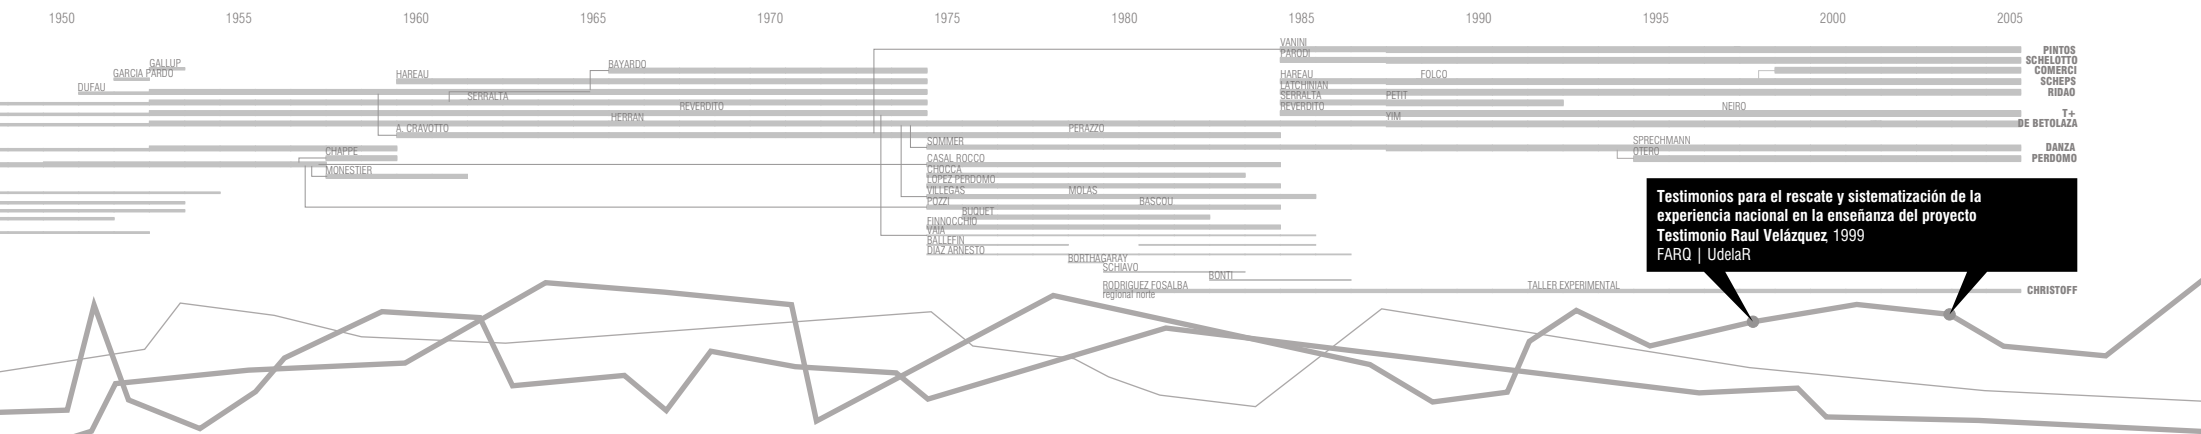 1950 1955 1960 1965 1970 1975 1980 1985 1990 1995 2000 2005
VANINI
PARODI PINTOS
GALLUP SCHELOTTO
BAYARDO COMERCI
GARCIA PARDO HAREAU HAREAU FOLCO SCHEPS
DUFAU LATCHINIAN RIDAO
SERRALTA SERRALTA PETIT
REVERDITO REVERDITO NEIRO
HERRAN YIM T+
A. CRAVOTTO PERAZZO DE BETOLAZA
SOMMER SPRECHMANN
CHAPPE OTERO DANZA
CASAL ROCCO PERDOMO
MONESTIER CHOCCA
LOPEZ PERDOMO
VILLEGAS MOLAS
POZZI BASCOU
BUQUET
FINNOCCHIO
VAIA
BALLEFIN
DIAZ ARNESTO
BORTHAGARAY
SCHIAVO
BONTI
RODRIGUEZ FOSALBA TALLER EXPERIMENTAL CHRISTOFF
regional norte
Testimonios para el rescate y sistematización de la
experiencia nacional en la enseñanza del proyecto
Testimonio Raul Velázquez, 1999
FARQ | UdelaR